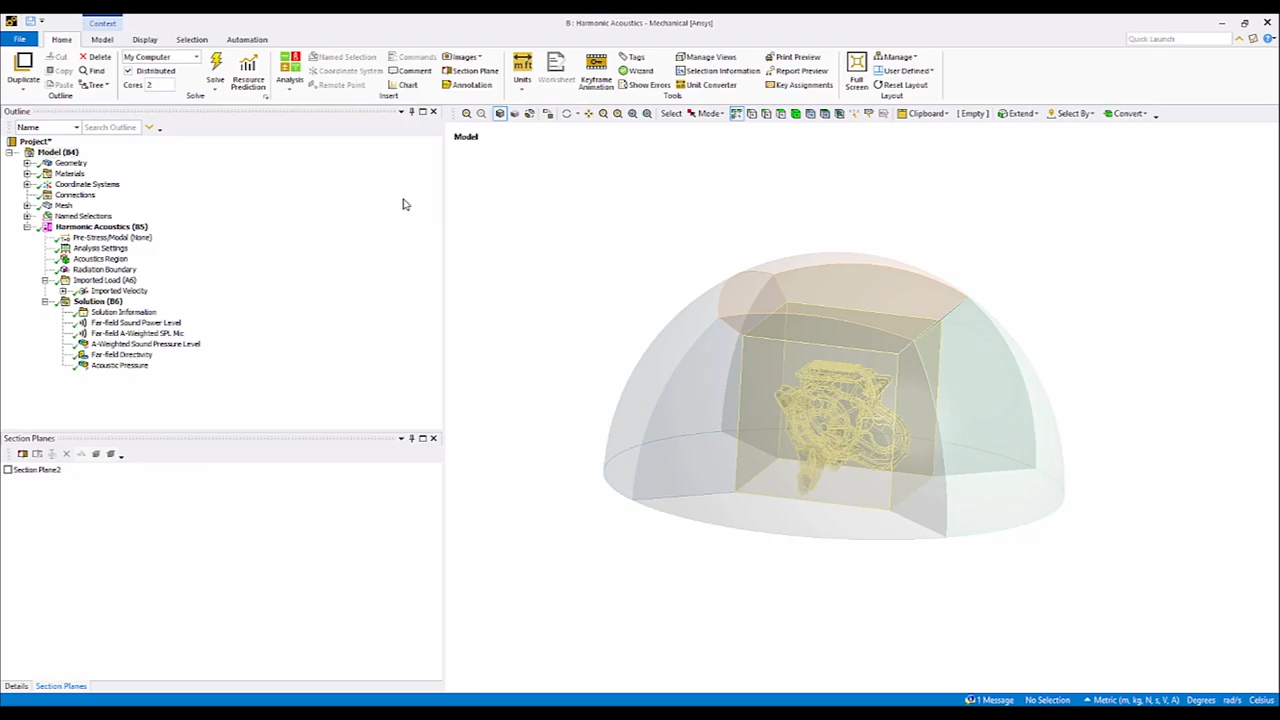 Context
B : Harmonic Acoustics - Mechanical [Ansys]
File Home Model Display Selection Automation
Quick Launch
Duplicate
Cut
Copy
Paste
Delete
Find
Tree
Outline
My Computer
Distributed
Cores 2
Solve
Resource Prediction
Solve
Analysis
Named Selection
Coordinate System
Remote Point
Commands
Comment
Chart
Images
Section Plane
Annotation
Insert
Units
Worksheet
Keyframe Animation
Tags
Wizard
Show Errors
Manage Views
Selection Information
Unit Converter
Print Preview
Report Preview
Key Assignments
Tools
Full Screen
Manage
User Defined
Reset Layout
Layout
Outline
Name Search Outline
Select Mode Clipboard [ Empty ] Extend Select By Convert
Project*
Model (B4)
Geometry
Materials
Coordinate Systems
Connections
Mesh
Named Selections
Harmonic Acoustics (B5)
Pre-Stress/Modal (None)
Analysis Settings
Acoustics Region
Radiation Boundary
Imported Load (A6)
Imported Velocity
Solution (B6)
Solution Information
Far-field Sound Power Level
Far-field A-Weighted SPL Mic
A-Weighted Sound Pressure Level
Far-field Directivity
Acoustic Pressure
Model
Section Planes
Section Plane2
Details Section Planes
1 Message No Selection Metric (m, kg, N, s, V, A) Degrees rad/s Celsius